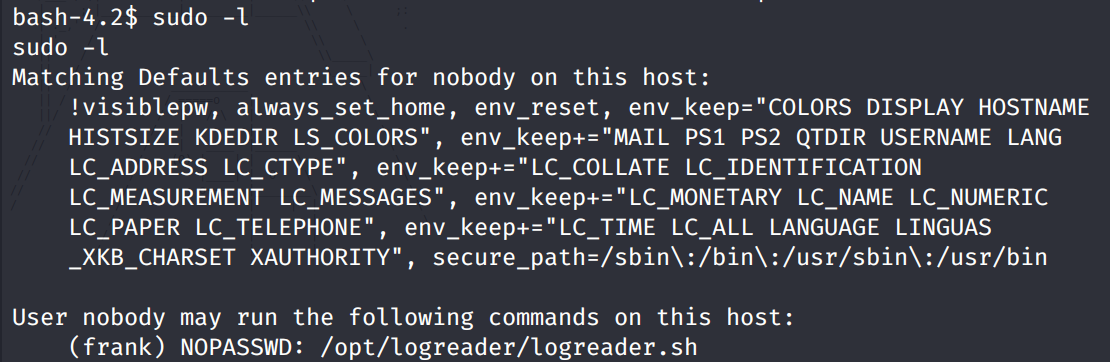 bash-4.2$ sudo -l
sudo -l
Matching Defaults entries for nobody on this host:
    !visiblepw, always_set_home, env_reset, env_keep="COLORS DISPLAY HOSTNAME
    HISTSIZE KDEDIR LS_COLORS", env_keep+="MAIL PS1 PS2 QTDIR USERNAME LANG
    LC_ADDRESS LC_CTYPE", env_keep+="LC_COLLATE LC_IDENTIFICATION
    LC_MEASUREMENT LC_MESSAGES", env_keep+="LC_MONETARY LC_NAME LC_NUMERIC
    LC_PAPER LC_TELEPHONE", env_keep+="LC_TIME LC_ALL LANGUAGE LINGUAS
    _XKB_CHARSET XAUTHORITY", secure_path=/sbin\:/bin\:/usr/sbin\:/usr/bin

User nobody may run the following commands on this host:
    (frank) NOPASSWD: /opt/logreader/logreader.sh